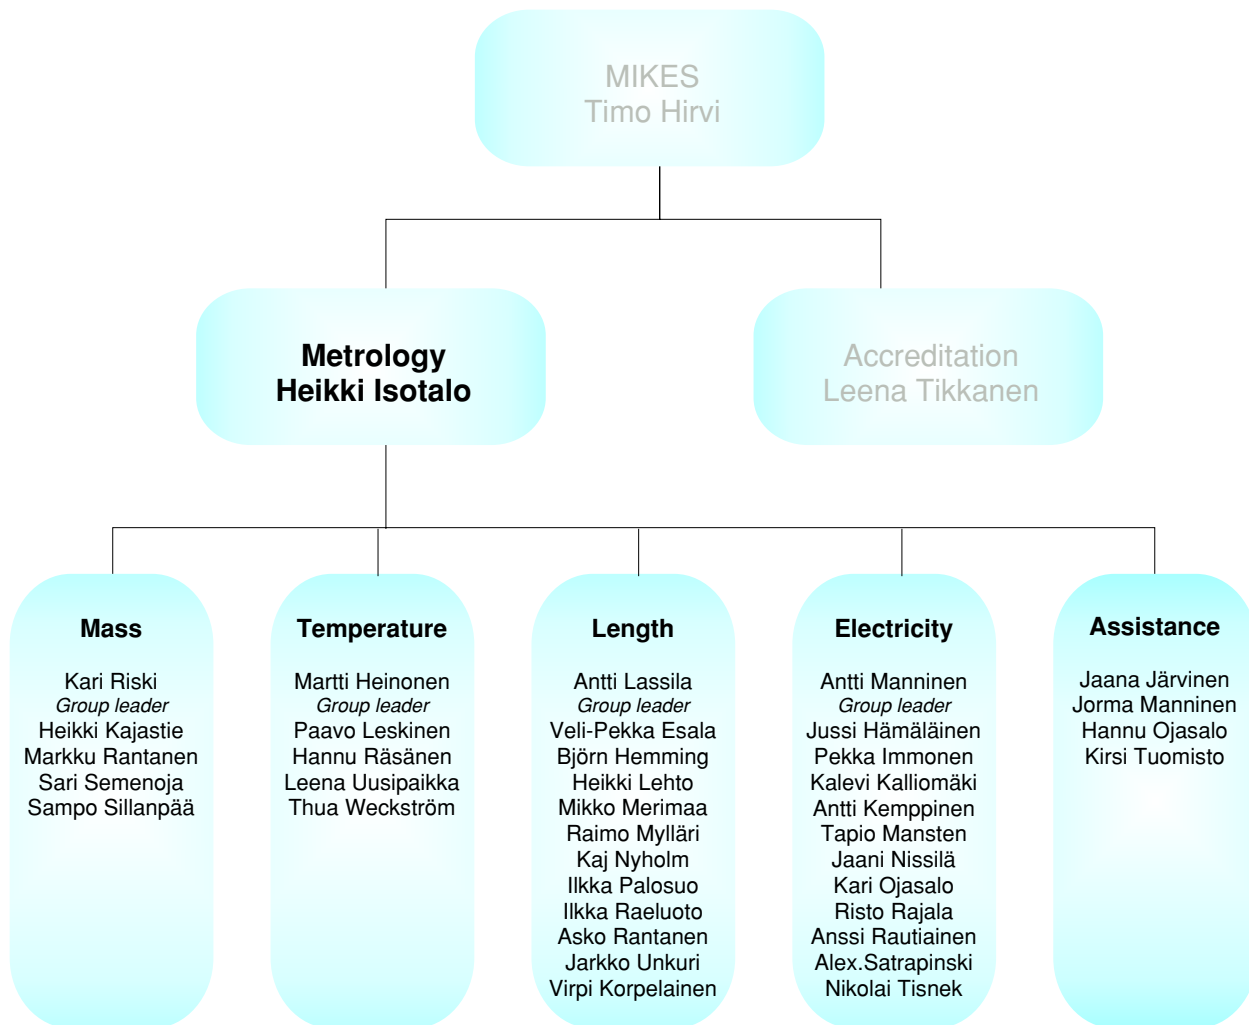 MIKES
Timo Hirvi
Metrology
Heikki Isotalo
Accreditation
Leena Tikkanen
Mass
Kari Riski
Group leader
Heikki Kajastie
Markku Rantanen
Sari Semenoja
Sampo Sillanpää
Temperature
Martti Heinonen
Group leader
Paavo Leskinen
Hannu Räsänen
Leena Uusipaikka
Thua Weckström
Length
Antti Lassila
Group leader
Veli-Pekka Esala
Björn Hemming
Heikki Lehto
Mikko Merimaa
Raimo Mylläri
Kaj Nyholm
Ilkka Palosuo
Ilkka Raeluoto
Asko Rantanen
Jarkko Unkuri
Virpi Korpelainen
Electricity
Antti Manninen
Group leader
Jussi Hämäläinen
Pekka Immonen
Kalevi Kalliomäki
Antti Kemppinen
Tapio Mansten
Jaani Nissilä
Kari Ojasalo
Risto Rajala
Anssi Rautiainen
Alex.Satrapinski
Nikolai Tisnek
Assistance
Jaana Järvinen
Jorma Manninen
Hannu Ojasalo
Kirsi Tuomisto